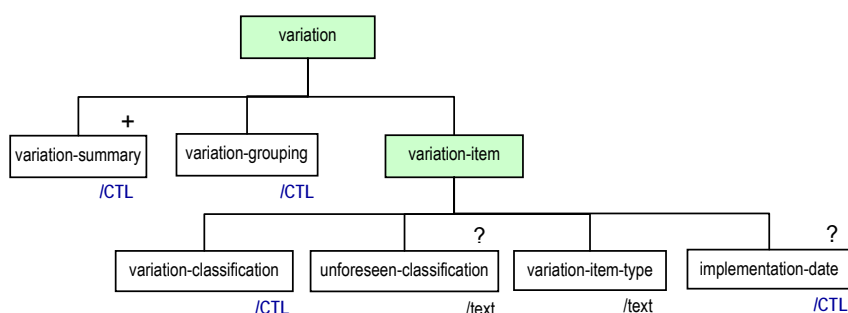 variation
+
variation-summary
variation-grouping
variation-item
/CTL
/CTL
?
?
variation-classification
unforeseen-classification
variation-item-type
implementation-date
/CTL
/text
/text
/CTL